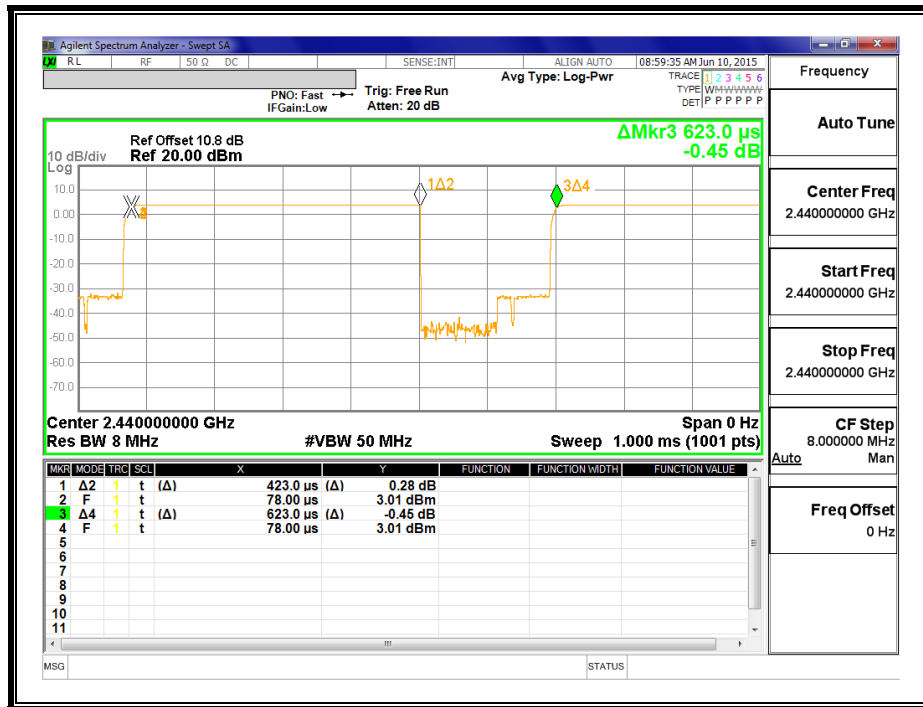 Agilent Spectrum Analyzer - Swept SA
LXI RL RF 50 Ω DC SENSE:INT ALIGN AUTO 08:59:35 AM Jun 10, 2015
Avg Type: Log-Pwr
TRACE 1 2 3 4 5 6
TYPE WMWWWWW
DET P P P P P P
PNO: Fast
IFGain:Low
Trig: Free Run
Atten: 20 dB
ΔMkr3 623.0 µs
-0.45 dB
Ref Offset 10.8 dB
10 dB/div Ref 20.00 dBm
Log
10.0
0.00
-10.0
-20.0
-30.0
-40.0
-50.0
-60.0
-70.0
1Δ2
3Δ4
Center 2.440000000 GHz Span 0 Hz
Res BW 8 MHz #VBW 50 MHz Sweep 1.000 ms (1001 pts)
MKR MODE TRC SCL X Y FUNCTION FUNCTION WIDTH FUNCTION VALUE
1 Δ2 1 t (Δ) 423.0 µs (Δ) 0.28 dB
2 F 1 t 78.00 µs 3.01 dBm
3 Δ4 1 t (Δ) 623.0 µs (Δ) -0.45 dB
4 F 1 t 78.00 µs 3.01 dBm
5
6
7
8
9
10
11
MSG STATUS
Frequency
Auto Tune
Center Freq
2.440000000 GHz
Start Freq
2.440000000 GHz
Stop Freq
2.440000000 GHz
CF Step
8.000000 MHz
Auto Man
Freq Offset
0 Hz